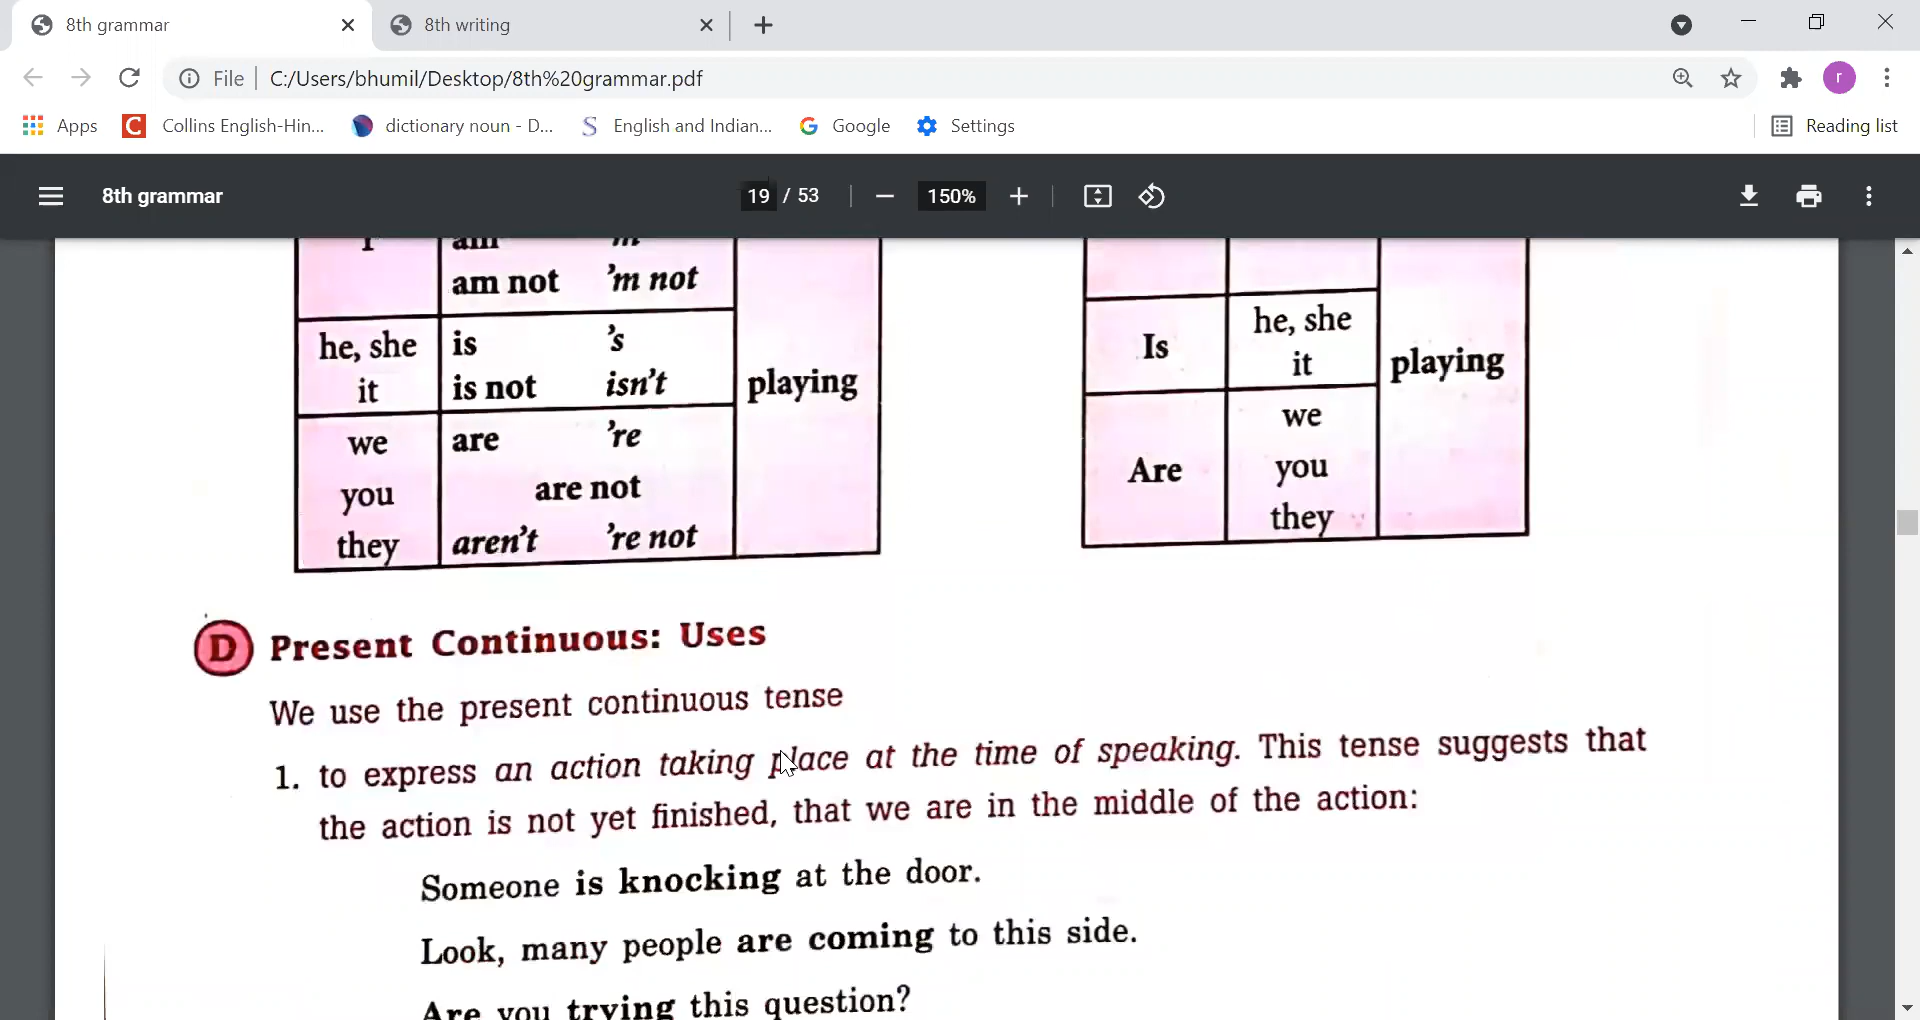 8th grammar
8th writing
File
C:/Users/bhumil/Desktop/8th%20grammar.pdf
r
Apps
C
Collins English-Hin...
dictionary noun - D...
S
English and Indian...
Google
Settings
Reading list
8th grammar
19 / 53
150%
I am 'm
am not 'm not
he, she is 's
it is not isn't playing
we are 're
you are not
they aren't 're not
Is he, she
it playing
Are we
you
they
D Present Continuous: Uses
We use the present continuous tense
1. to express an action taking place at the time of speaking. This tense suggests that
the action is not yet finished, that we are in the middle of the action:
Someone is knocking at the door.
Look, many people are coming to this side.
Are you trying this question?